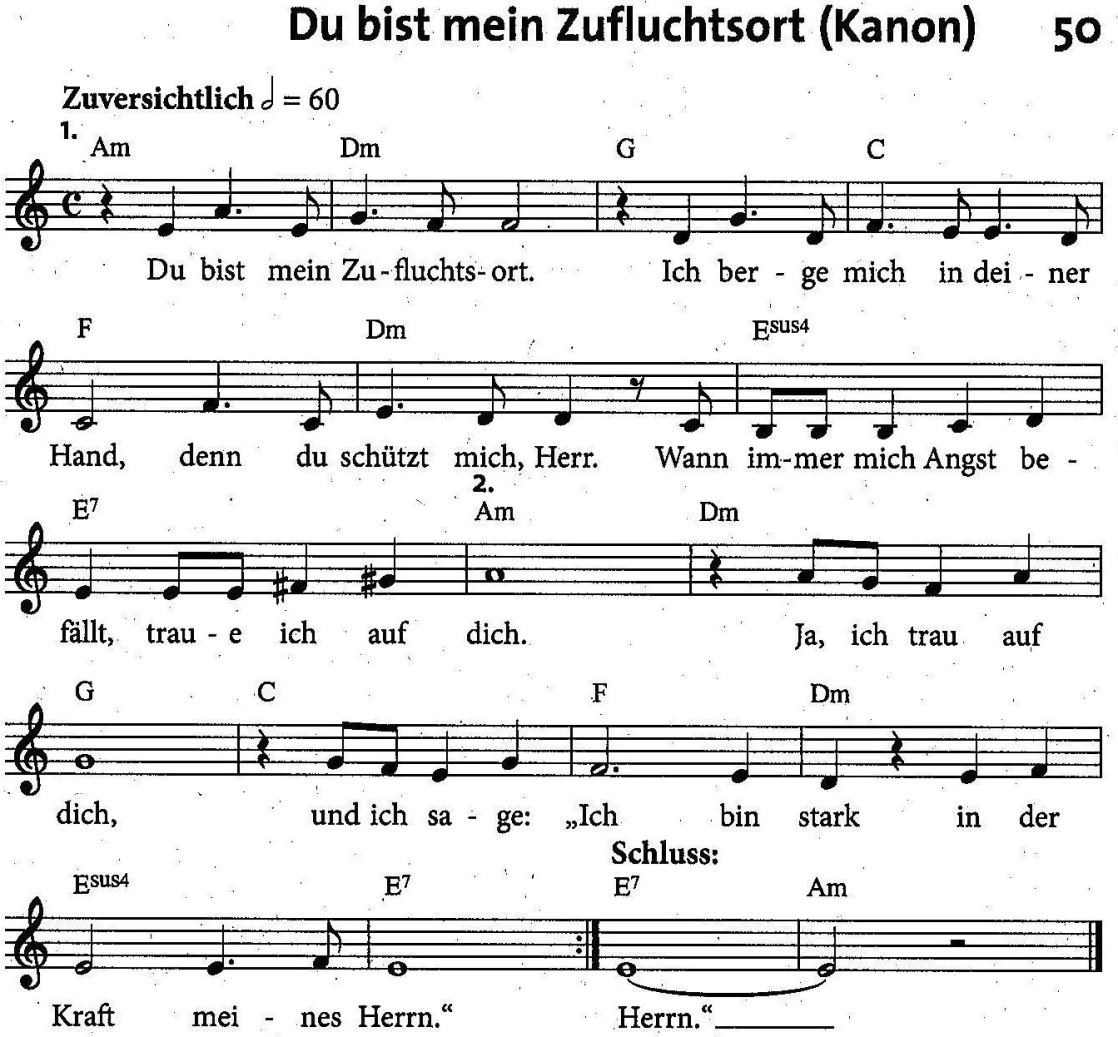 Du bist mein Zufluchtsort (Kanon) 50
Zuversichtlich 𝅗𝅥 = 60
1.
Am Dm G C
Du bist mein Zu-fluchts-ort. Ich ber - ge mich in dei - ner
F Dm Esus4
Hand, denn du schützt mich, Herr. Wann im-mer mich Angst be -
2.
E7 Am Dm
fällt, trau - e ich auf dich. Ja, ich trau auf
G C F Dm
dich, und ich sa - ge: „Ich bin stark in der
Schluss:
Esus4 E7 E7 Am
Kraft mei - nes Herrn.“ Herrn.“